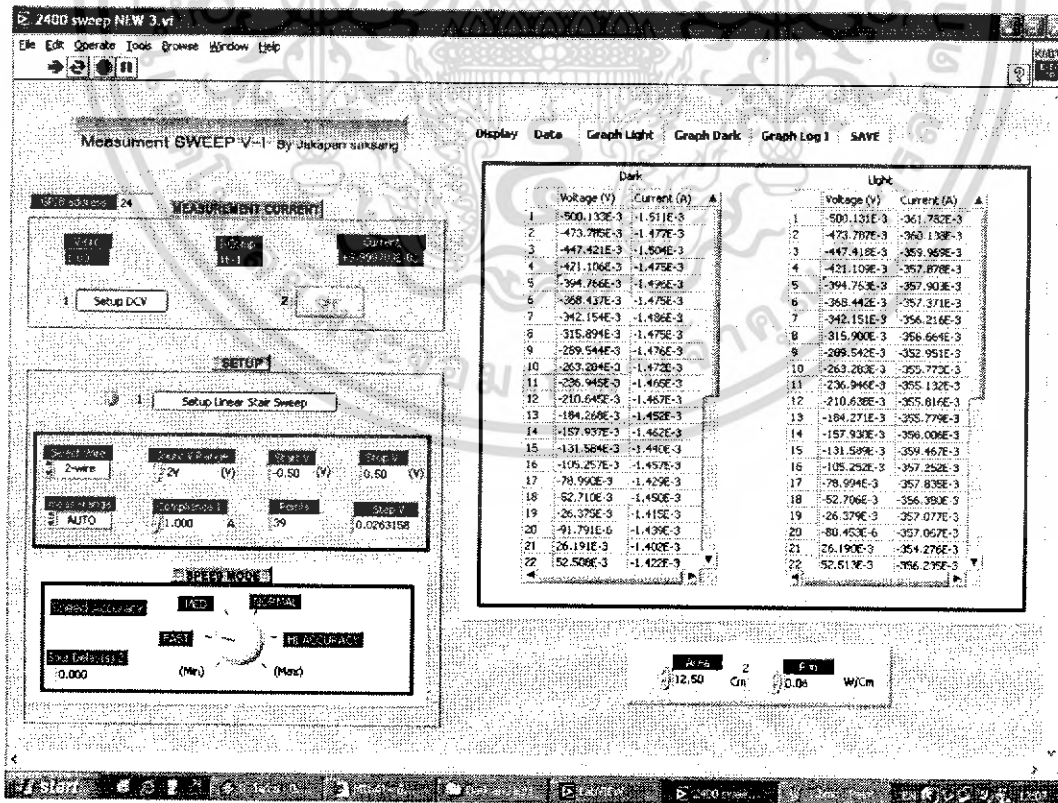 2400 sweep NEW 3.vi
File Edit Operate Tools Browse Window Help
Measument SWEEP V-I By Jakapan saksang
GPIB address 24
MEASUREMENT CURRENT
Current
1 Setup DCV
2 OFF
SETUP
1 Setup Linear Stair Sweep
Select Wire
2-wire
Sours V Range
2V (V)
Start V
-0.50 (V)
Stop V
0.50 (V)
meas range
AUTO
Compliance I
1.000 A
Points
39
Step V
0.0263158
SPEED MODE
Speed Accuracy
MED
NORMAL
FAST
HI ACCURACY
(Min)
(Max)
Sour Delay(s) 2
0.000
Display Data Graph Light Graph Dark Graph Log I SAVE
Dark
Voltage (V) Current (A)
1 -500.133E-3 -1.511E-3
2 -473.785E-3 -1.477E-3
3 -447.421E-3 -1.504E-3
4 -421.106E-3 -1.475E-3
5 -394.766E-3 -1.496E-3
6 -368.437E-3 -1.475E-3
7 -342.154E-3 -1.486E-3
8 -315.894E-3 -1.475E-3
9 -289.544E-3 -1.476E-3
10 -263.284E-3 -1.472E-3
11 -236.945E-3 -1.465E-3
12 -210.645E-3 -1.467E-3
13 -184.268E-3 -1.452E-3
14 -157.937E-3 -1.462E-3
15 -131.584E-3 -1.440E-3
16 -105.257E-3 -1.457E-3
17 -78.990E-3 -1.429E-3
18 -52.710E-3 -1.450E-3
19 -26.375E-3 -1.415E-3
20 -91.791E-6 -1.439E-3
21 26.191E-3 -1.402E-3
22 52.508E-3 -1.422E-3
Light
Voltage (V) Current (A)
1 -500.131E-3 -361.782E-3
2 -473.787E-3 -360.138E-3
3 -447.418E-3 -359.969E-3
4 -421.109E-3 -357.878E-3
5 -394.763E-3 -357.903E-3
6 -368.442E-3 -357.371E-3
7 -342.151E-3 -356.216E-3
8 -315.900E-3 -356.664E-3
9 -289.542E-3 -352.951E-3
10 -263.283E-3 -355.773E-3
11 -236.946E-3 -355.132E-3
12 -210.638E-3 -355.816E-3
13 -184.271E-3 -355.779E-3
14 -157.930E-3 -356.006E-3
15 -131.589E-3 -359.467E-3
16 -105.252E-3 -357.252E-3
17 -78.994E-3 -357.835E-3
18 -52.706E-3 -356.380E-3
19 -26.379E-3 -357.077E-3
20 -80.453E-6 -357.067E-3
21 26.190E-3 -354.276E-3
22 52.513E-3 -356.235E-3
Area
12.50 Cm 2
Pin
0.06 W/Cm
Start
2400 swee...